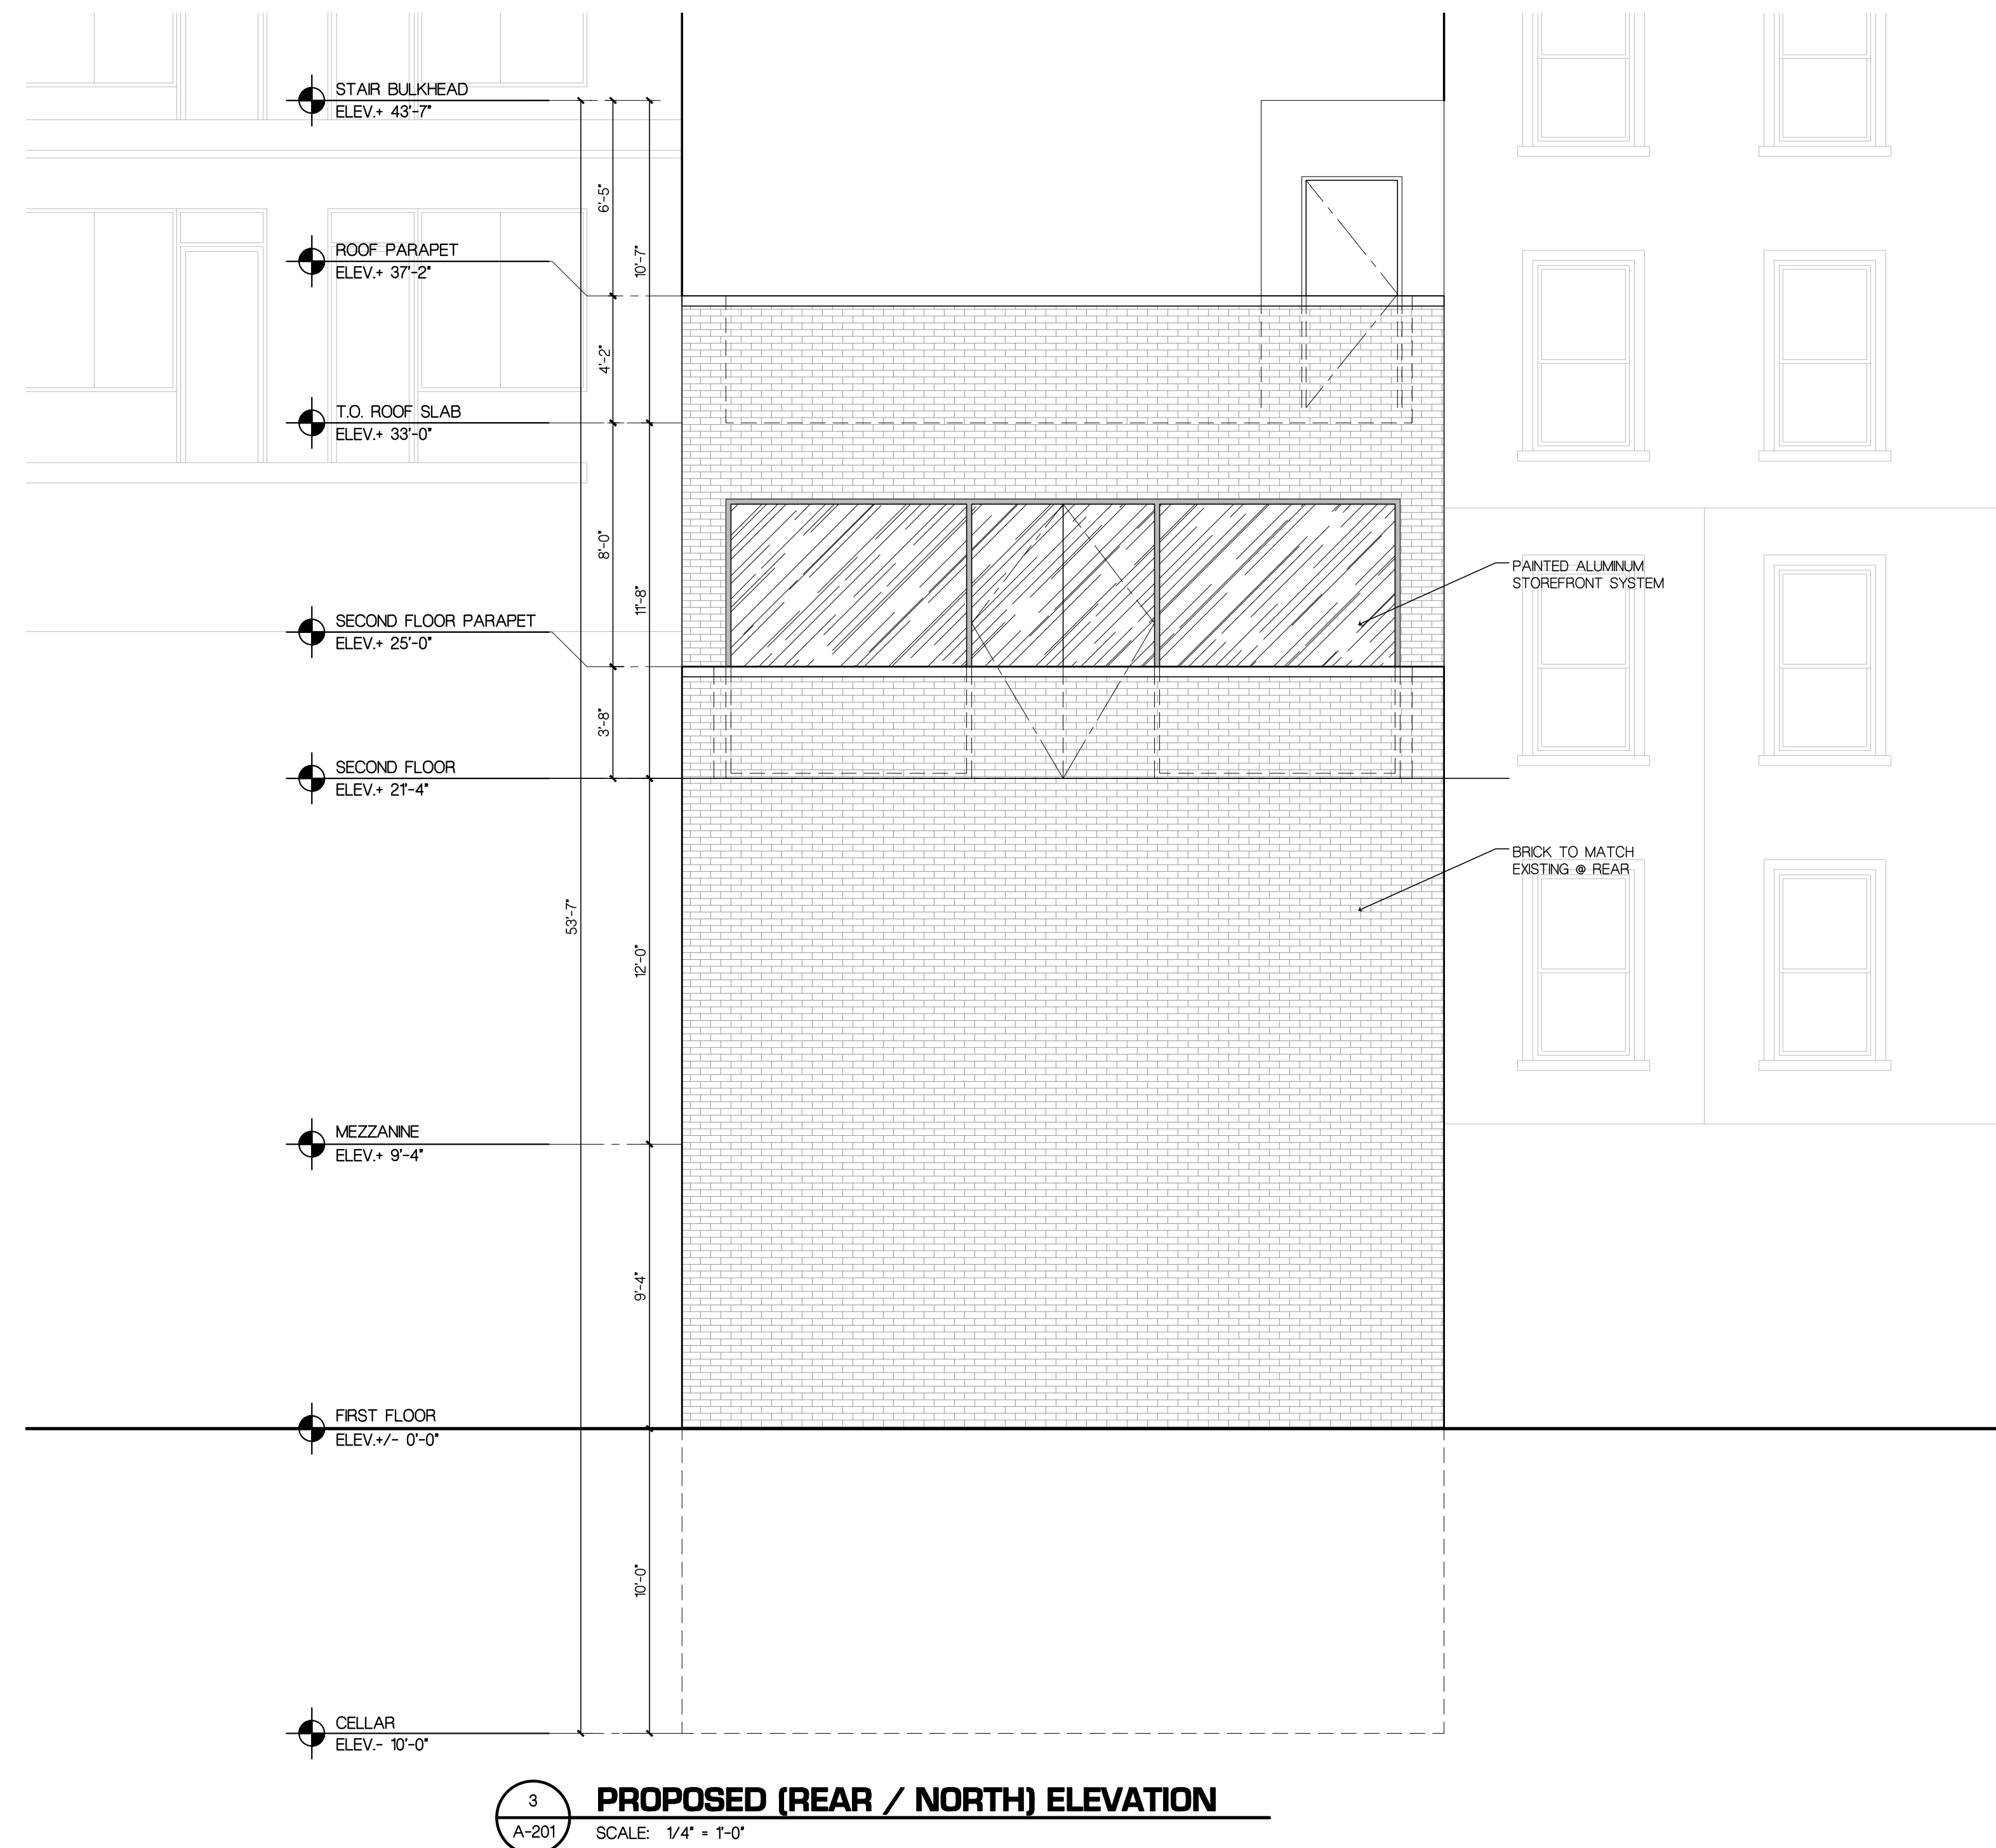 STAIR BULKHEAD
ELEV.+ 43'-7"
6'-5"
ROOF PARAPET
ELEV.+ 37'-2"
10'-7"
4'-2"
T.O. ROOF SLAB
ELEV.+ 33'-0"
8'-0"
PAINTED ALUMINUM
STOREFRONT SYSTEM
11'-8"
SECOND FLOOR PARAPET
ELEV.+ 25'-0"
3'-8"
SECOND FLOOR
ELEV.+ 21'-4"
BRICK TO MATCH
EXISTING @ REAR
53'-7"
12'-0"
MEZZANINE
ELEV.+ 9'-4"
9'-4"
FIRST FLOOR
ELEV.+/- 0'-0"
10'-0"
CELLAR
ELEV.- 10'-0"
3
A-201
PROPOSED (REAR / NORTH) ELEVATION
SCALE: 1/4" = 1'-0"